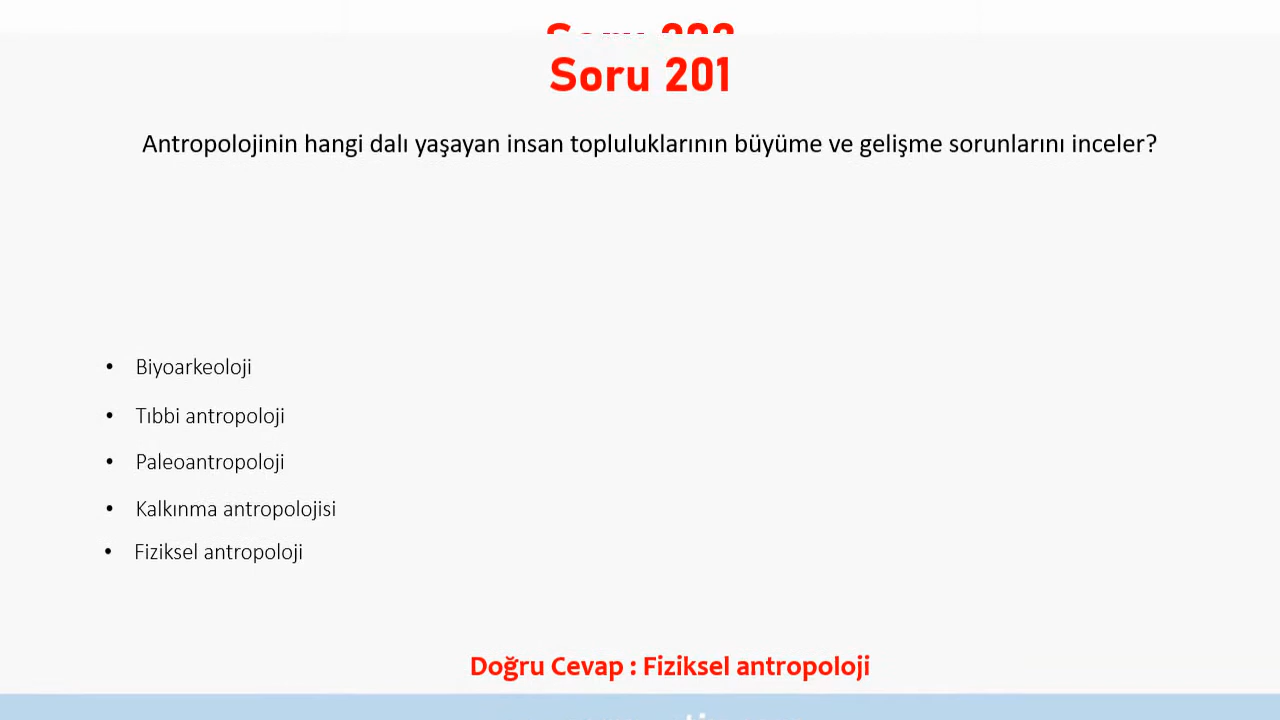 Soru 201
Antropolojinin hangi dalı yaşayan insan topluluklarının büyüme ve gelişme sorunlarını inceler?
• Biyoarkeoloji
• Tıbbi antropoloji
• Paleoantropoloji
• Kalkınma antropolojisi
• Fiziksel antropoloji
Doğru Cevap : Fiziksel antropoloji